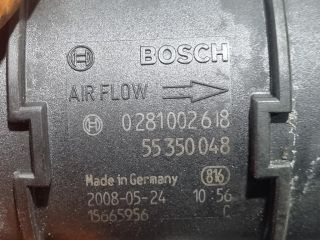 BOSCH
AIR FLOW
0 281 002 618
55 350 048
Made in Germany 816
2008-05-24 10:56
15665956 C